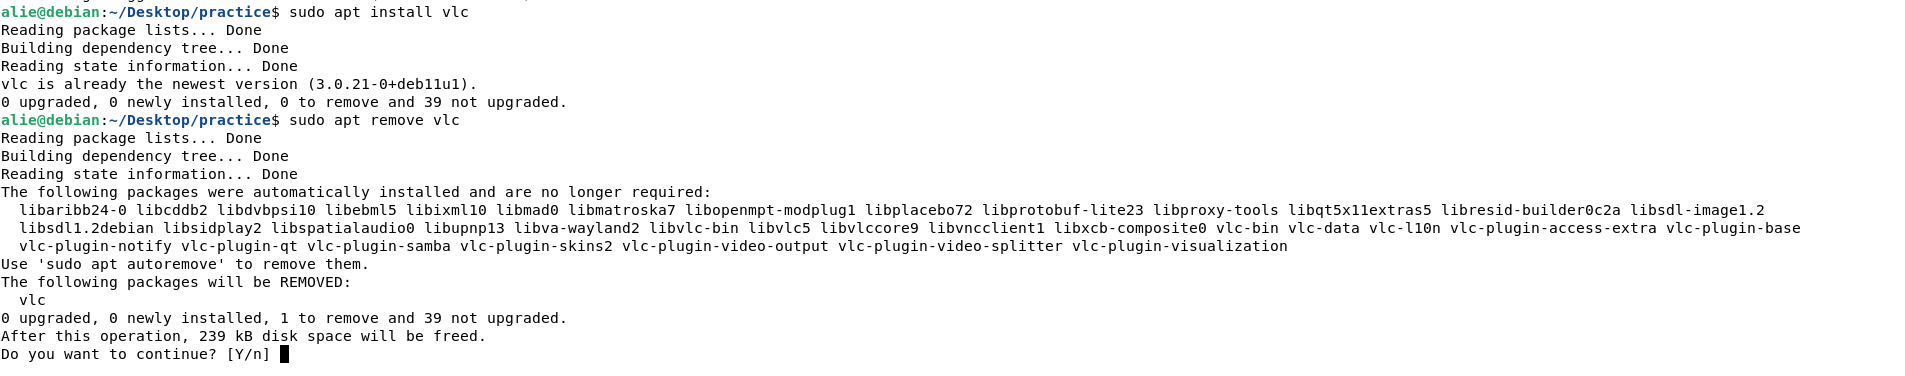 alie@debian:~/Desktop/practice$ sudo apt install vlc
Reading package lists... Done
Building dependency tree... Done
Reading state information... Done
vlc is already the newest version (3.0.21-0+deb11u1).
0 upgraded, 0 newly installed, 0 to remove and 39 not upgraded.
alie@debian:~/Desktop/practice$ sudo apt remove vlc
Reading package lists... Done
Building dependency tree... Done
Reading state information... Done
The following packages were automatically installed and are no longer required:
  libaribb24-0 libcddb2 libdvbpsi10 libebml5 libixml10 libmad0 libmatroska7 libopenmpt-modplug1 libplacebo72 libprotobuf-lite23 libproxy-tools libqt5x11extras5 libresid-builder0c2a libsdl-image1.2
  libsdl1.2debian libsidplay2 libspatialaudio0 libupnp13 libva-wayland2 libvlc-bin libvlc5 libvlccore9 libvncclient1 libxcb-composite0 vlc-bin vlc-data vlc-l10n vlc-plugin-access-extra vlc-plugin-base
  vlc-plugin-notify vlc-plugin-qt vlc-plugin-samba vlc-plugin-skins2 vlc-plugin-video-output vlc-plugin-video-splitter vlc-plugin-visualization
Use 'sudo apt autoremove' to remove them.
The following packages will be REMOVED:
  vlc
0 upgraded, 0 newly installed, 1 to remove and 39 not upgraded.
After this operation, 239 kB disk space will be freed.
Do you want to continue? [Y/n]